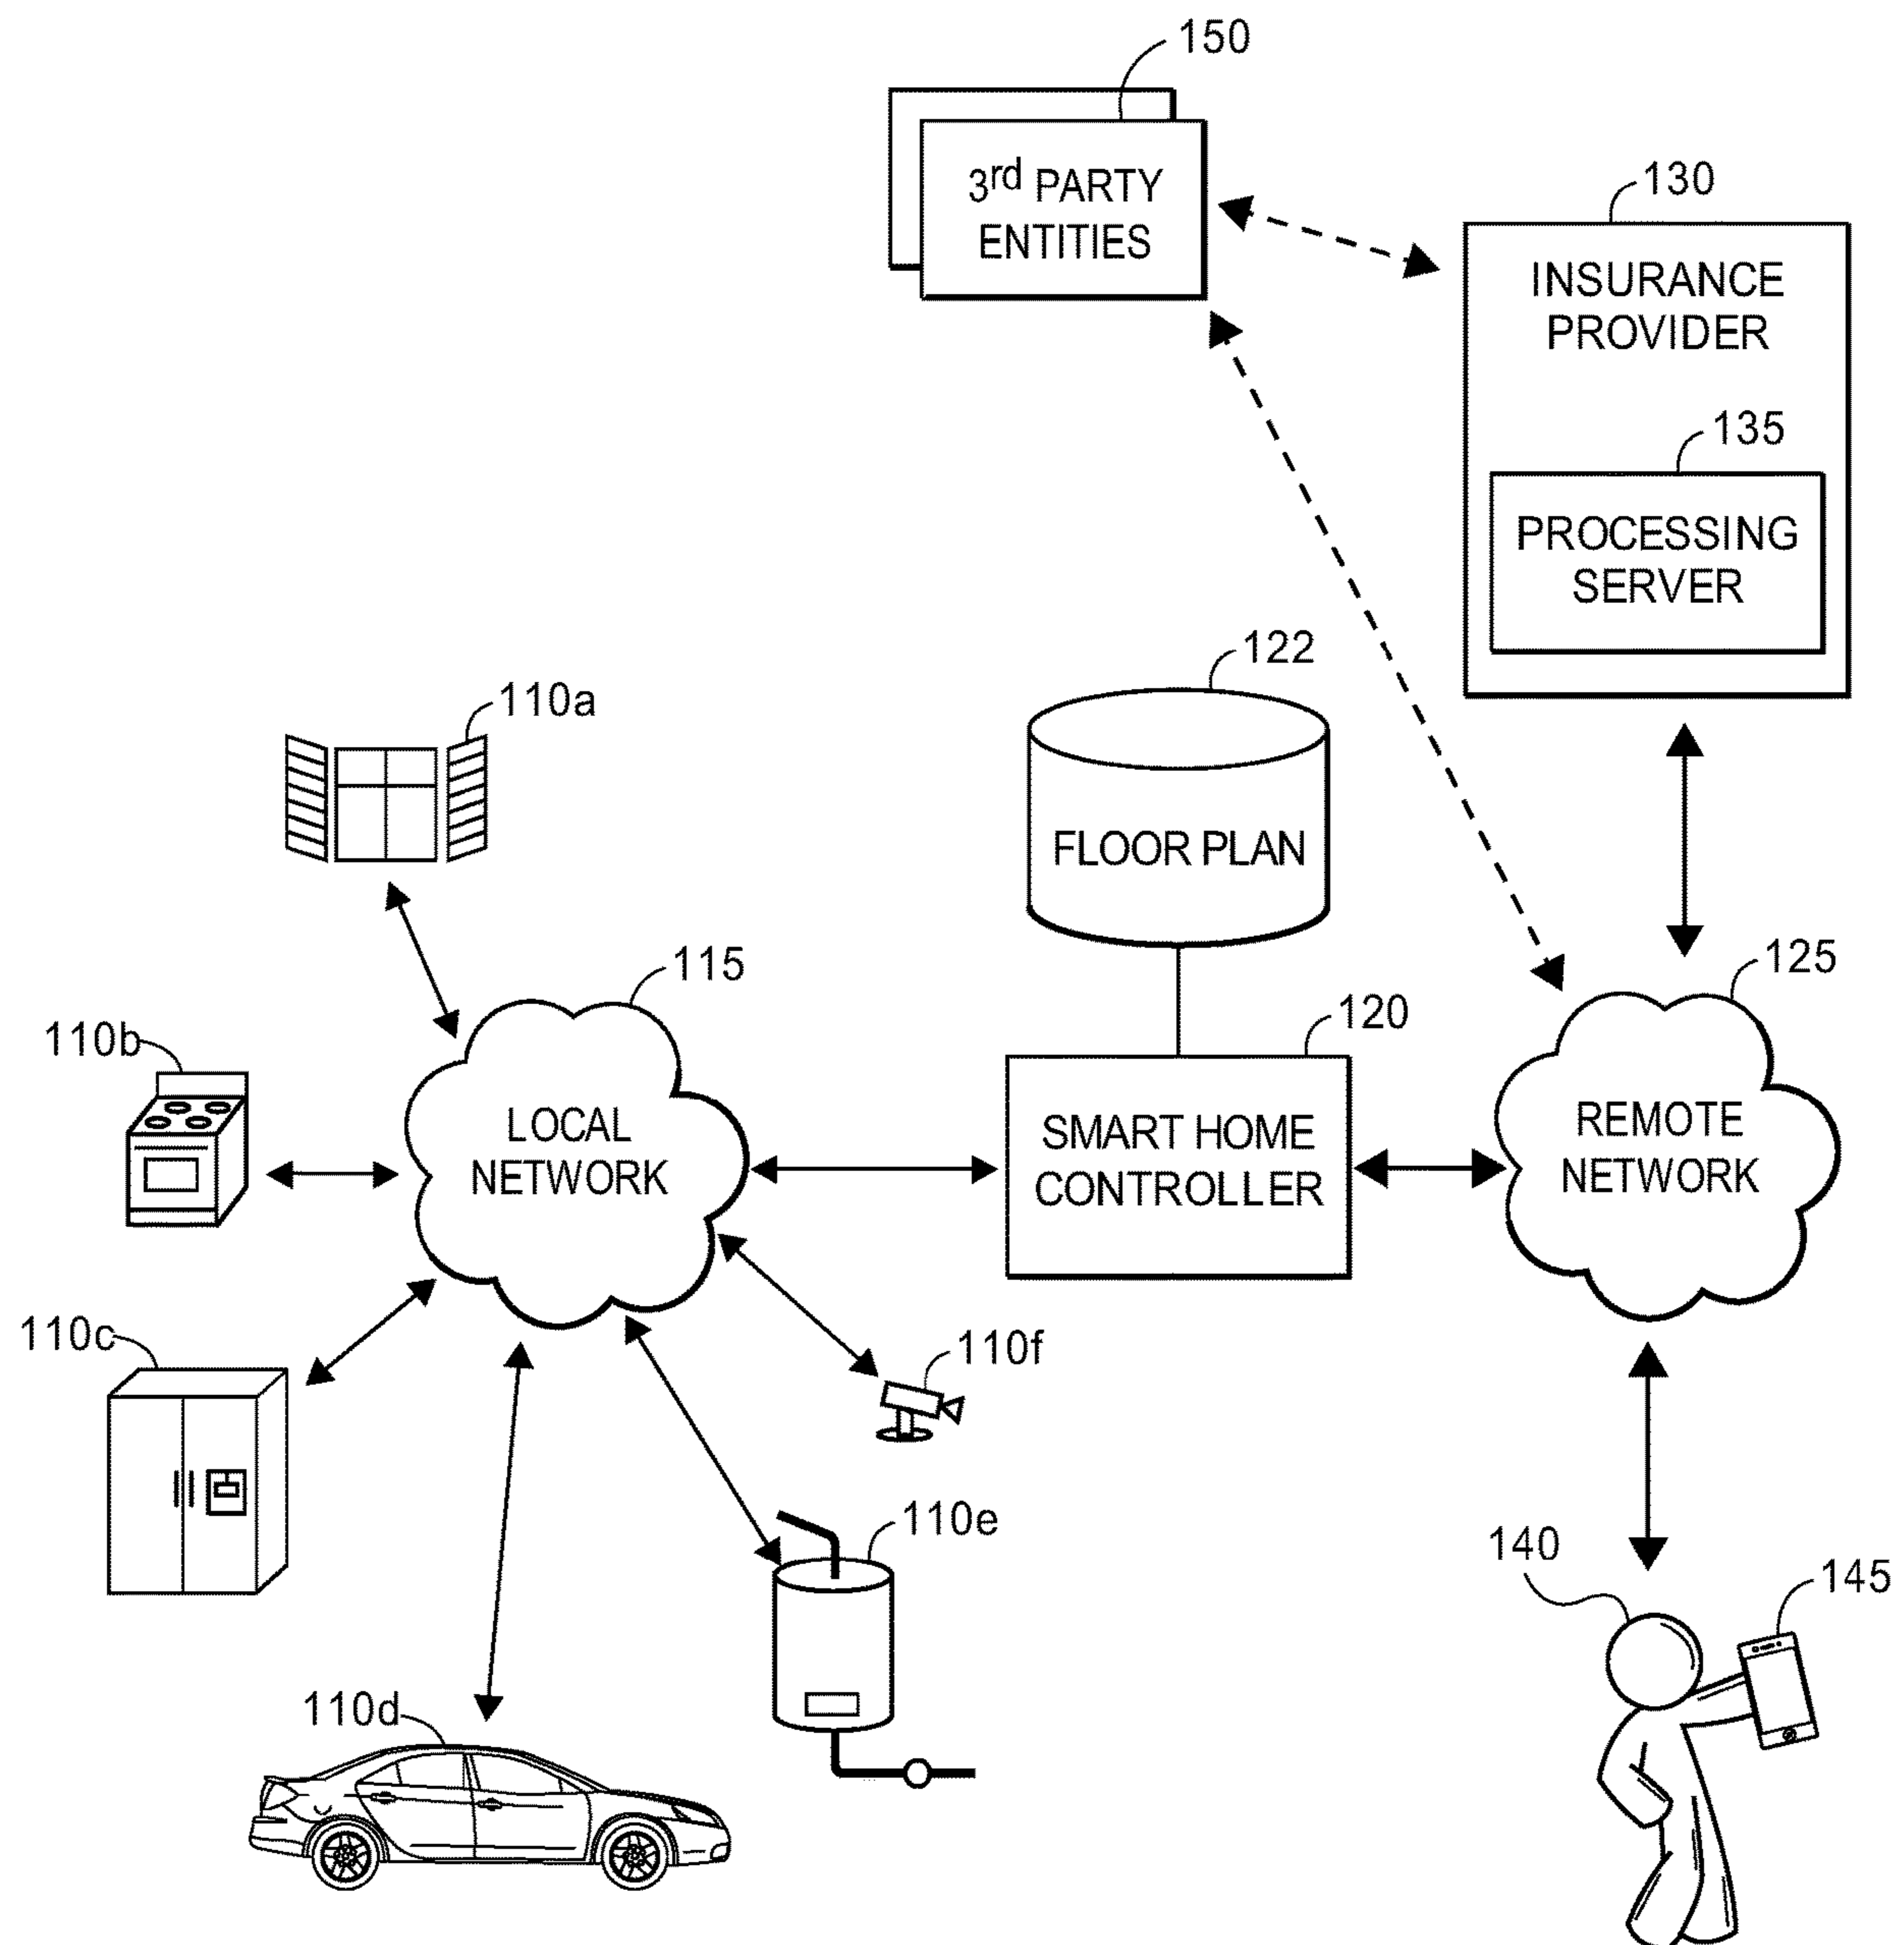 150
3rd PARTY
ENTITIES
130
INSURANCE
PROVIDER
135
PROCESSING
SERVER
122
FLOOR PLAN
110a
115
125
120
110b
LOCAL
NETWORK
SMART HOME
CONTROLLER
REMOTE
NETWORK
110c
110f
110e
140
145
110d